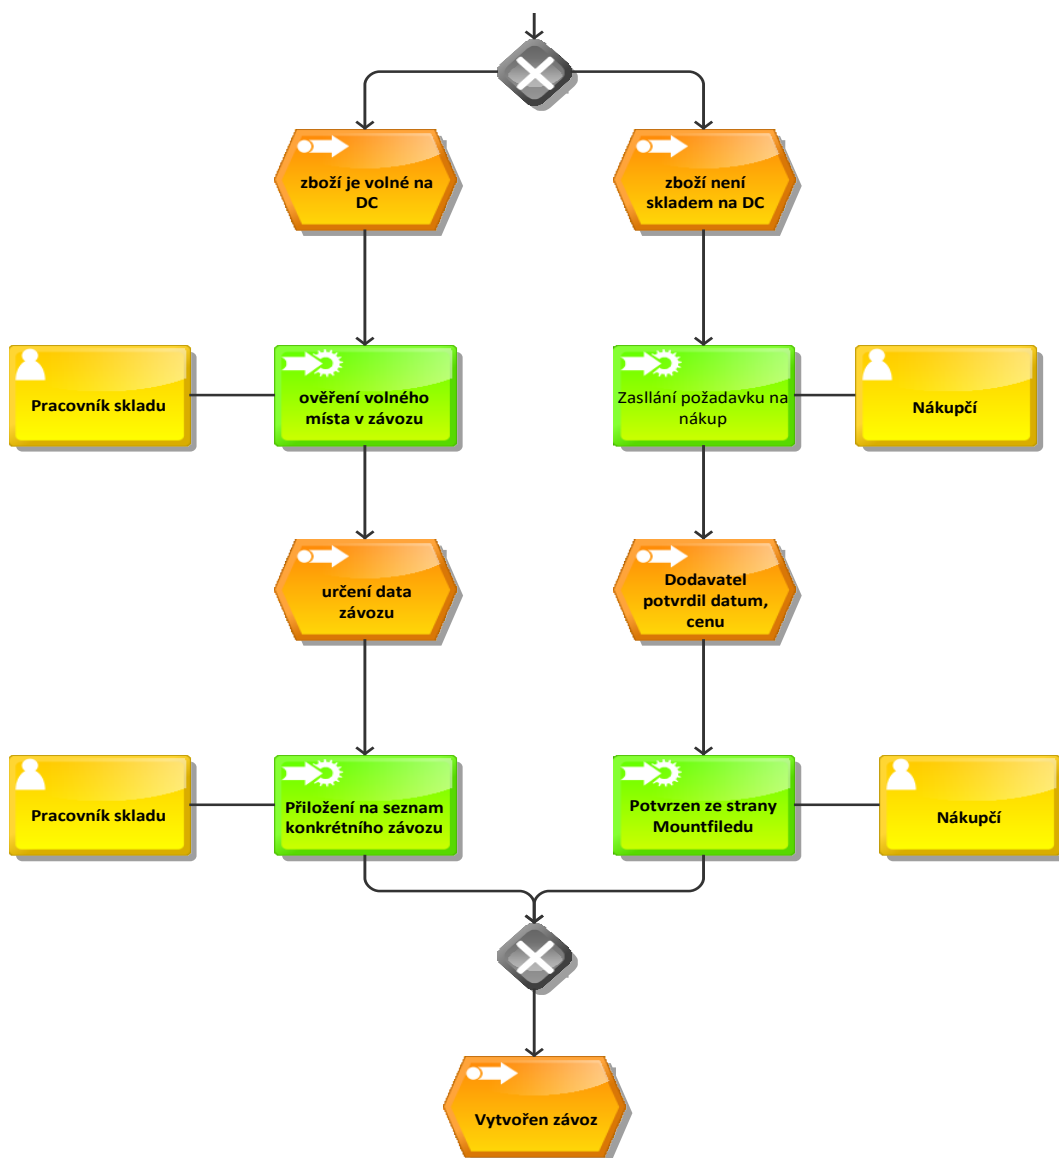 zboží je volné na
DC
zboží není
skladem na DC
Pracovník skladu
ověření volného
místa v závozu
Zasllání požadavku na
nákup
Nákupčí
určení data
závozu
Dodavatel
potvrdil datum,
cenu
Pracovník skladu
Přiložení na seznam
konkrétního závozu
Potvrzen ze strany
Mountfiledu
Nákupčí
Vytvořen závoz